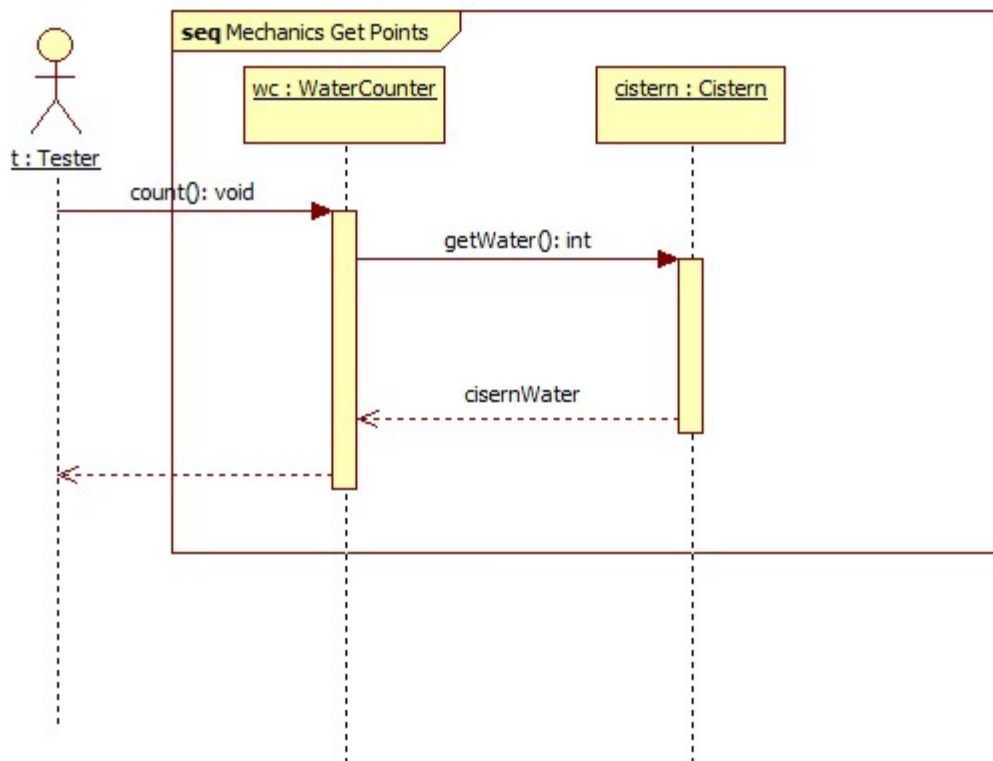 seq Mechanics Get Points
wc : WaterCounter
cistern : Cistern
t : Tester
count(): void
getWater(): int
cisernWater